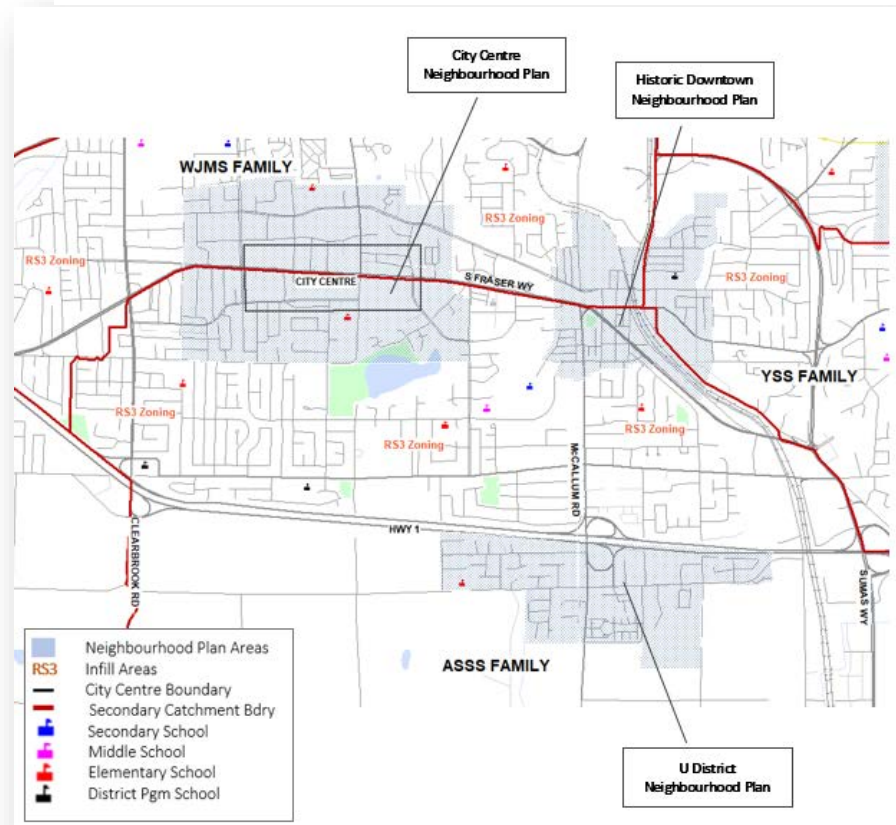 City Centre
Neighbourhood Plan
Historic Downtown
Neighbourhood Plan
WJMS FAMILY
RS3 Zoning
RS3 Zoning
RS3 Zoning
CITY CENTRE
S FRASER WY
YSS FAMILY
RS3 Zoning
RS3 Zoning
RS3 Zoning
McCALLUM RD
HWY 1
CLEARBROOK RD
SUMAS WY
ASSS FAMILY
Neighbourhood Plan Areas
RS3 Infill Areas
City Centre Boundary
Secondary Catchment Bdry
Secondary School
Middle School
Elementary School
District Pgm School
U District
Neighbourhood Plan